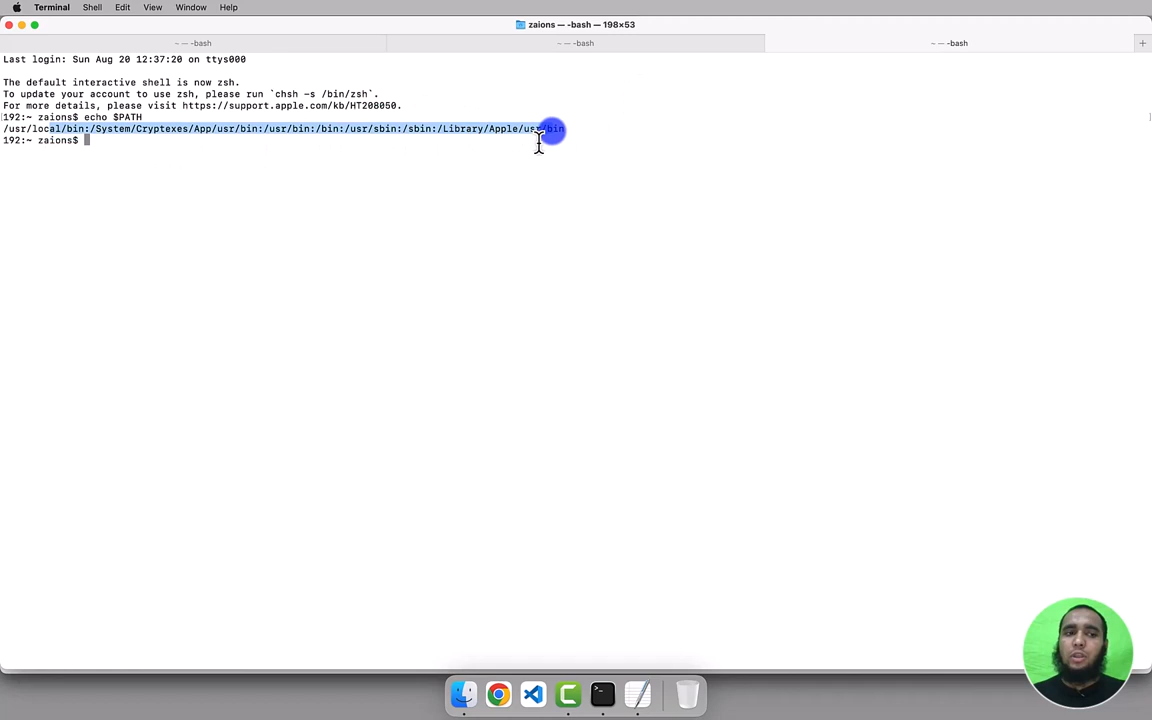 Terminal Shell Edit View Window Help
zaions — -bash — 198×53
~ — -bash ~ — -bash ~ — -bash
Last login: Sun Aug 20 12:37:20 on ttys000
The default interactive shell is now zsh.
To update your account to use zsh, please run `chsh -s /bin/zsh`.
For more details, please visit https://support.apple.com/kb/HT208050.
192:~ zaions$ echo $PATH
/usr/local/bin:/System/Cryptexes/App/usr/bin:/usr/bin:/bin:/usr/sbin:/sbin:/Library/Apple/usr/bin
192:~ zaions$